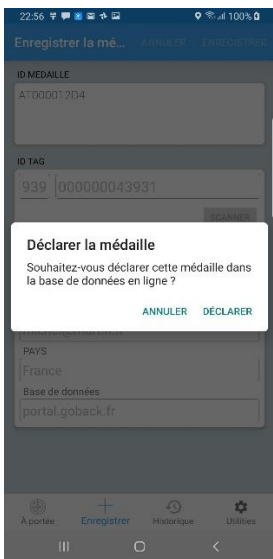 22:56 100%
Enregistrer la mé... ANNULER ENREGISTRER
ID MEDAILLE
AT000012D4
ID TAG
939 000000043931
SCANNER
Déclarer la médaille
Souhaitez-vous déclarer cette médaille dans
la base de données en ligne ?
ANNULER DÉCLARER
PAYS
France
Base de données
portal.goback.fr
À portée Enregistrer Historique Utilities